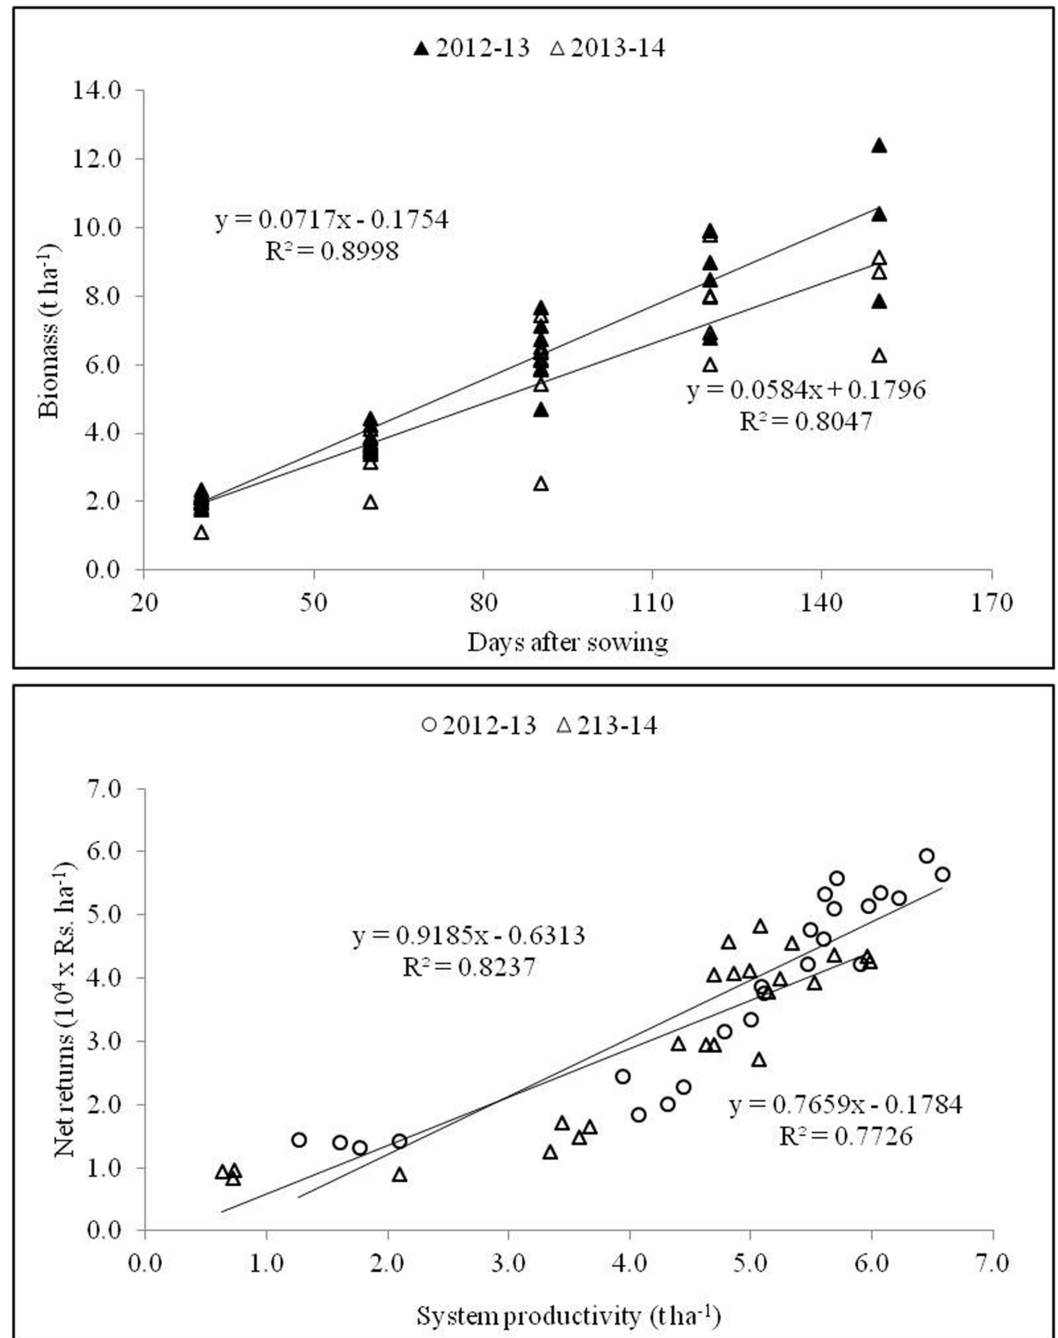 ▲ 2012-13 △ 2013-14
14.0
12.0
10.0
8.0
6.0
4.0
2.0
0.0
Biomass (t ha⁻¹)
y = 0.0717x - 0.1754
R² = 0.8998
y = 0.0584x + 0.1796
R² = 0.8047
20 50 80 110 140 170
Days after sowing
○ 2012-13 △ 213-14
7.0
6.0
5.0
4.0
3.0
2.0
1.0
0.0
Net returns (10⁴ x Rs. ha⁻¹)
y = 0.9185x - 0.6313
R² = 0.8237
y = 0.7659x - 0.1784
R² = 0.7726
0.0 1.0 2.0 3.0 4.0 5.0 6.0 7.0
System productivity (t ha⁻¹)